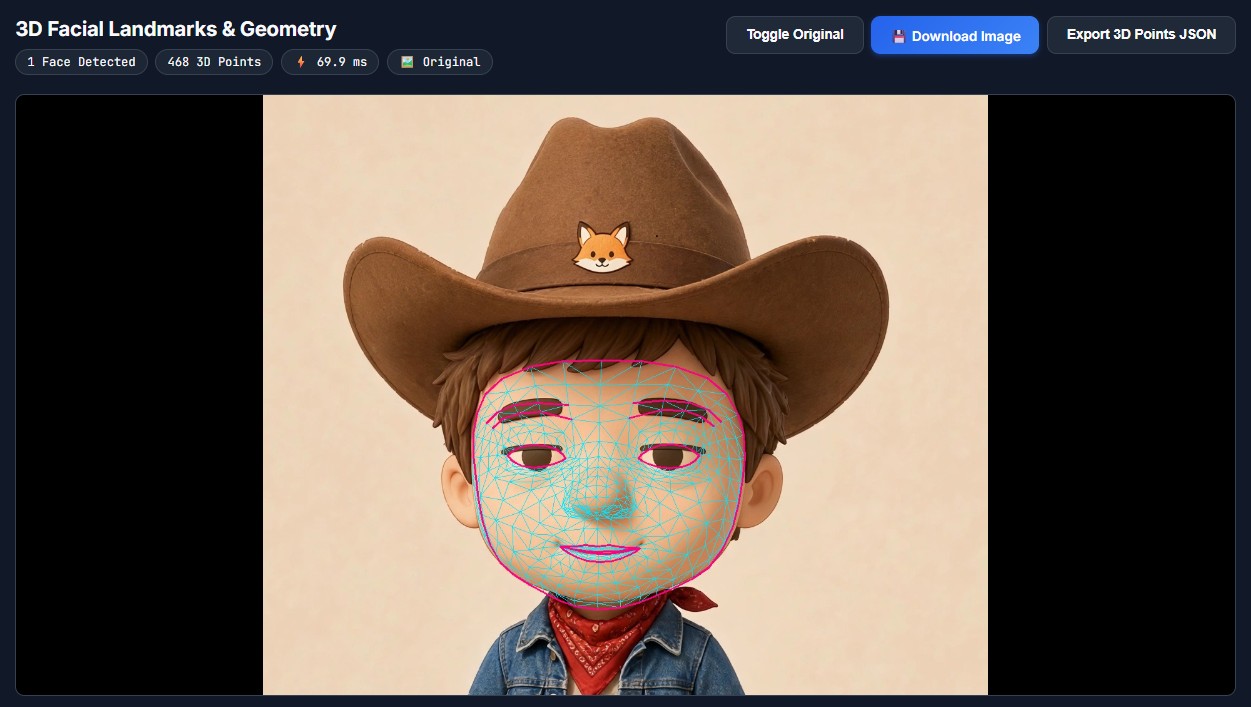 3D Facial Landmarks & Geometry
1 Face Detected
468 3D Points
⚡ 69.9 ms
🖼️ Original
Toggle Original
💾 Download Image
Export 3D Points JSON